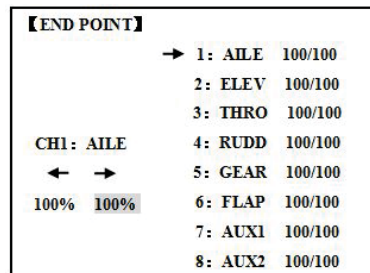 【END POINT】
→ 1: AILE 100/100
2: ELEV 100/100
3: THRO 100/100
CH1: AILE 4: RUDD 100/100
← → 5: GEAR 100/100
100% 100% 6: FLAP 100/100
7: AUX1 100/100
8: AUX2 100/100